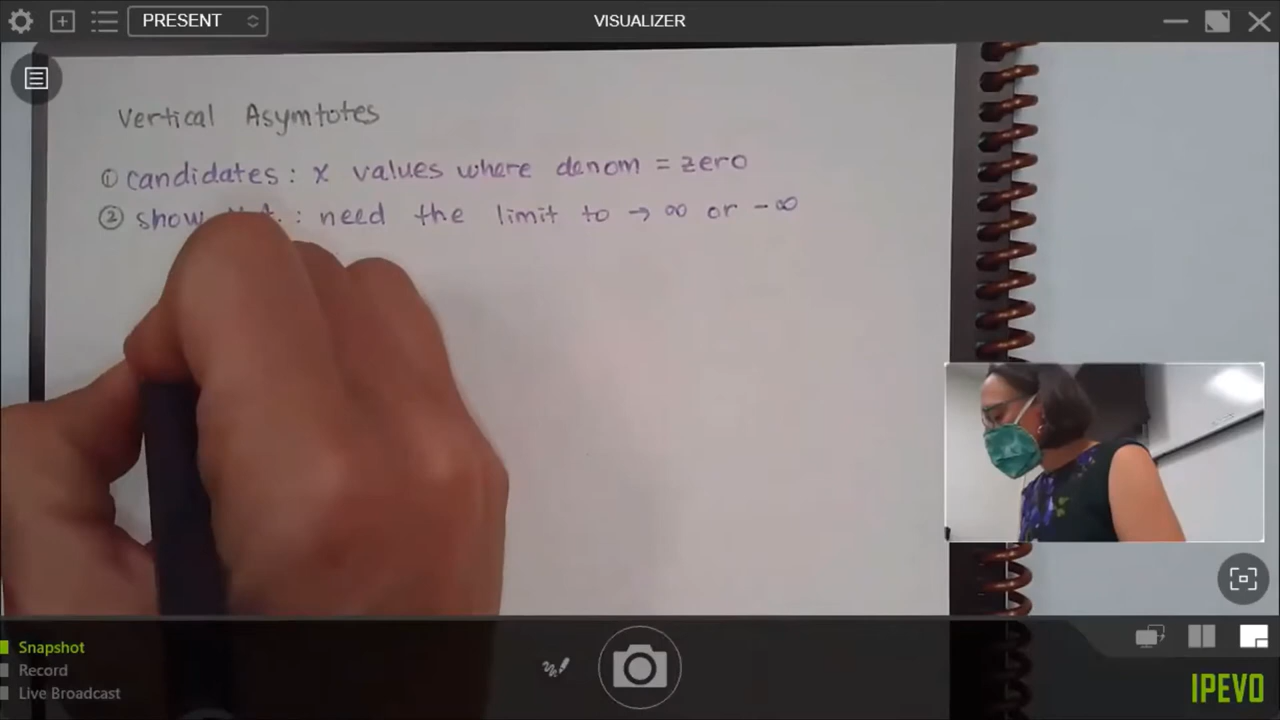 PRESENT
VISUALIZER
Vertical Asymtotes
① candidates : x values where denom = zero
② show : need the limit to → ∞ or -∞
Snapshot
Record
Live Broadcast
IPEVO